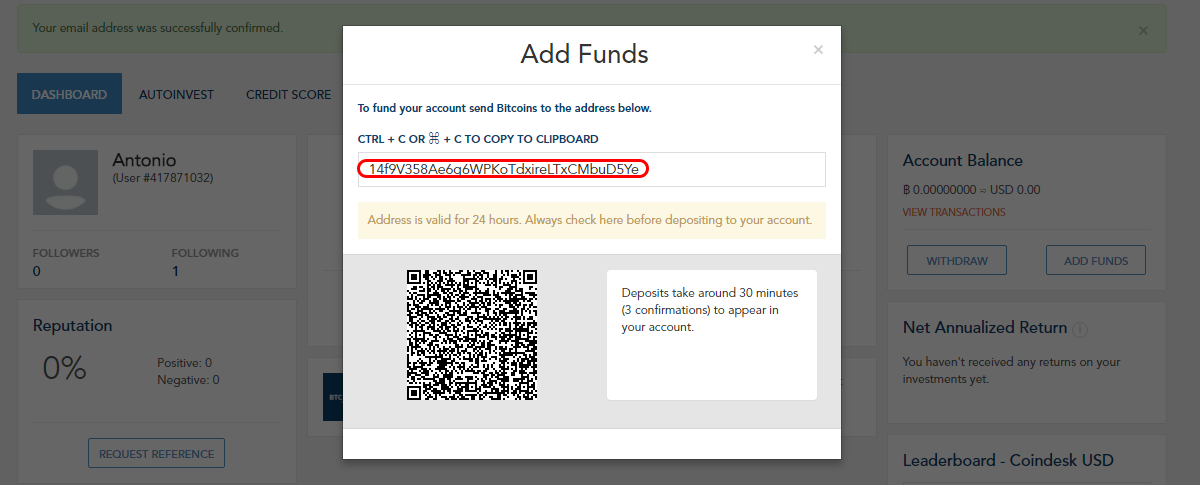 Your email address was successfully confirmed.
×
DASHBOARD
AUTOINVEST
CREDIT SCORE
Antonio
(User #417871032)
FOLLOWERS
0
FOLLOWING
1
Reputation
0%
Positive: 0
Negative: 0
REQUEST REFERENCE
Add Funds
×
To fund your account send Bitcoins to the address below.
CTRL + C OR ⌘ + C TO COPY TO CLIPBOARD
14f9V358Ae6q6WPKoTdxireLTxCMbuD5Ye
Address is valid for 24 hours. Always check here before depositing to your account.
Deposits take around 30 minutes
(3 confirmations) to appear in
your account.
BTC
Account Balance
฿ 0.00000000 ≈ USD 0.00
VIEW TRANSACTIONS
WITHDRAW
ADD FUNDS
Net Annualized Return
You haven't received any returns on your
investments yet.
Leaderboard - Coindesk USD